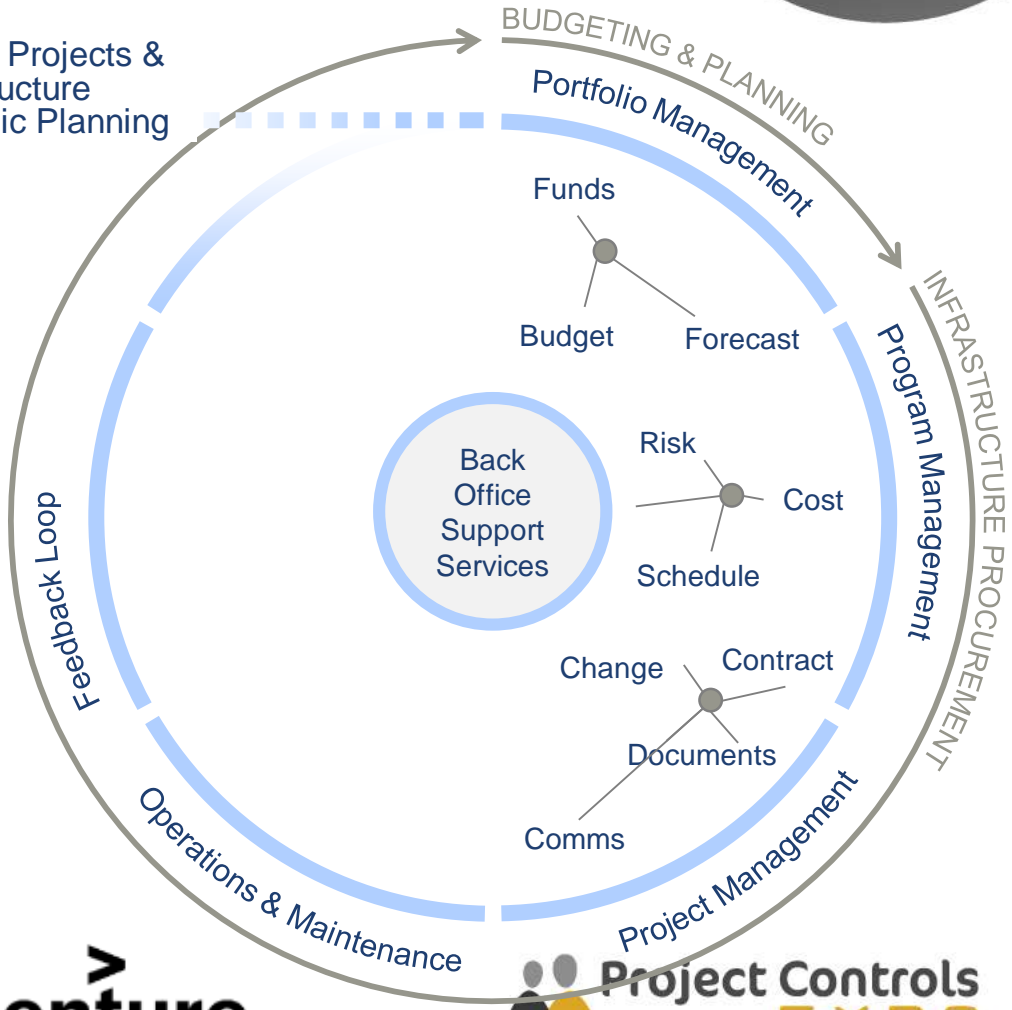 BUDGETING & PLANNING
Projects &
ic Planning
Portfolio Management
Funds
Budget
Forecast
INFRASTRUCTURE PROCUREMENT
Program Management
Risk
Cost
Schedule
Back
Office
Support
Services
Feedback Loop
Change
Contract
Documents
Comms
Project Management
Operations & Maintenance
>
Project Controls